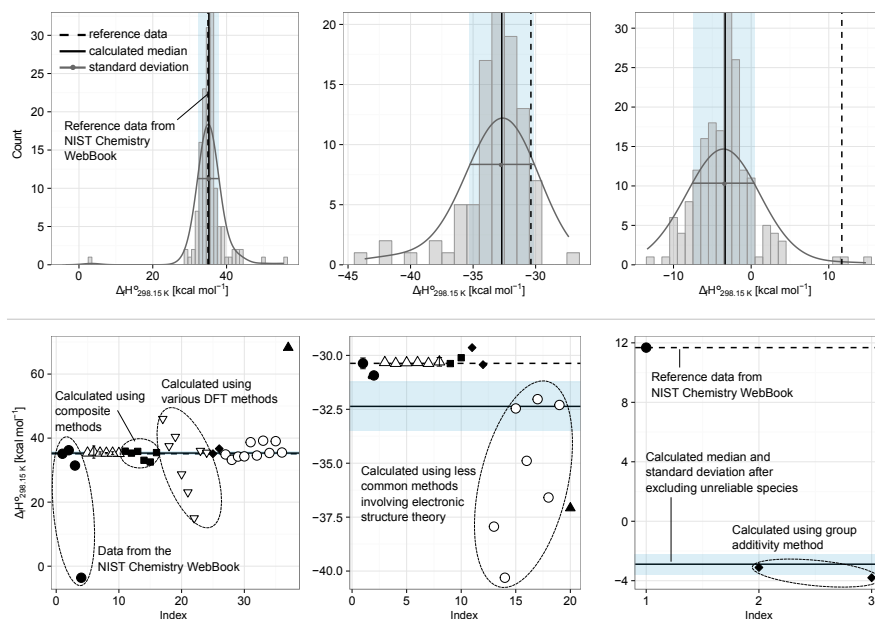 30
25
20
15
10
5
0
Count
reference data
calculated median
standard deviation
Reference data from
NIST Chemistry
WebBook
0 20 40
ΔfH°298.15 K [kcal mol−1]
20
15
10
5
0
−45 −40 −35 −30
ΔfH°298.15 K [kcal mol−1]
30
25
20
15
10
5
0
−10 0 10
ΔfH°298.15 K [kcal mol−1]
60
40
20
0
ΔfH°298.15 K [kcal mol−1]
Calculated using
composite
methods
Calculated using
various DFT methods
Data from the
NIST Chemistry WebBook
0 10 20 30
Index
−30.0
−32.5
−35.0
−37.5
−40.0
Calculated using less
common methods
involving electronic
structure theory
0 5 10 15 20
Index
12
8
4
0
−4
Reference data from
NIST Chemistry WebBook
Calculated median and
standard deviation after
excluding unreliable species
Calculated using group
additivity method
1 2 3
Index